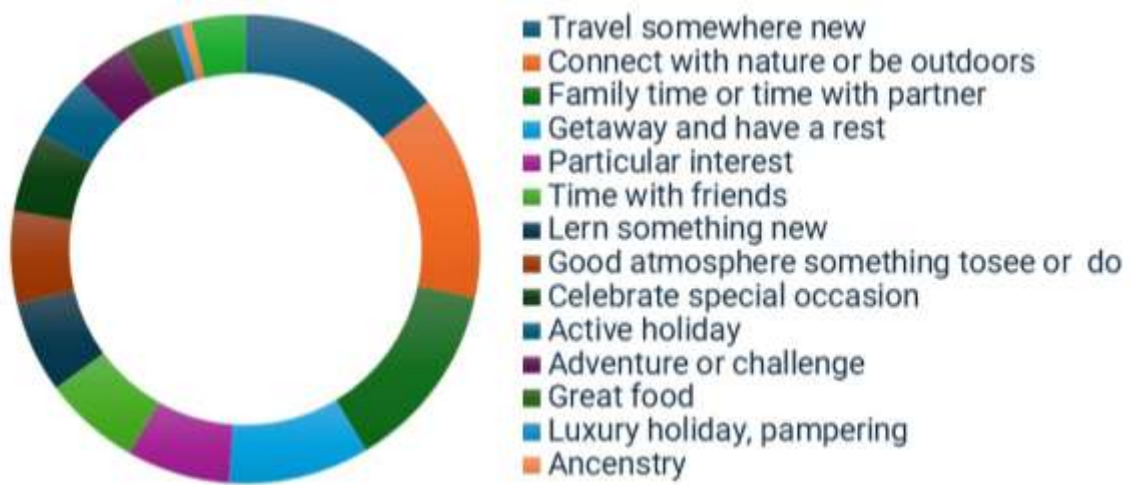 Travel somewhere new
Connect with nature or be outdoors
Family time or time with partner
Getaway and have a rest
Particular interest
Time with friends
Lern something new
Good atmosphere something tosee or do
Celebrate special occasion
Active holiday
Adventure or challenge
Great food
Luxury holiday, pampering
Ancenstry